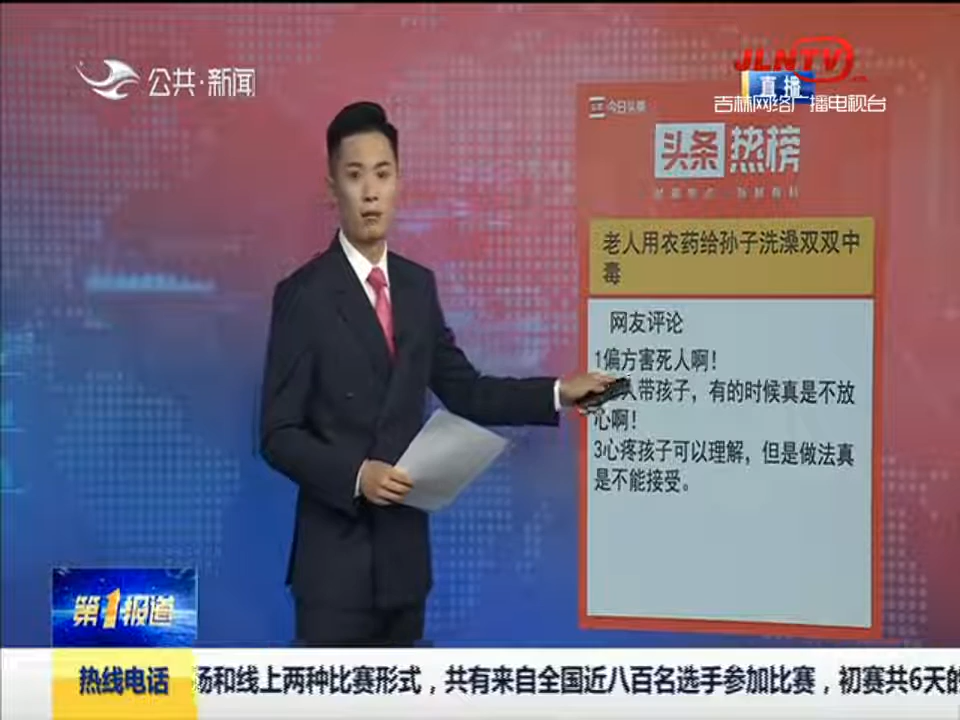 公共·新闻
JLNTV
直播
吉林网络广播电视台
今日头条
头条热榜
老人用农药给孙子洗澡双双中
毒
网友评论
1偏方害死人啊！
人带孩子，有的时候真是不放
心啊！
3心疼孩子可以理解，但是做法真
是不能接受。
第1报道
热线电话
场和线上两种比赛形式，共有来自全国近八百名选手参加比赛，初赛共6天的